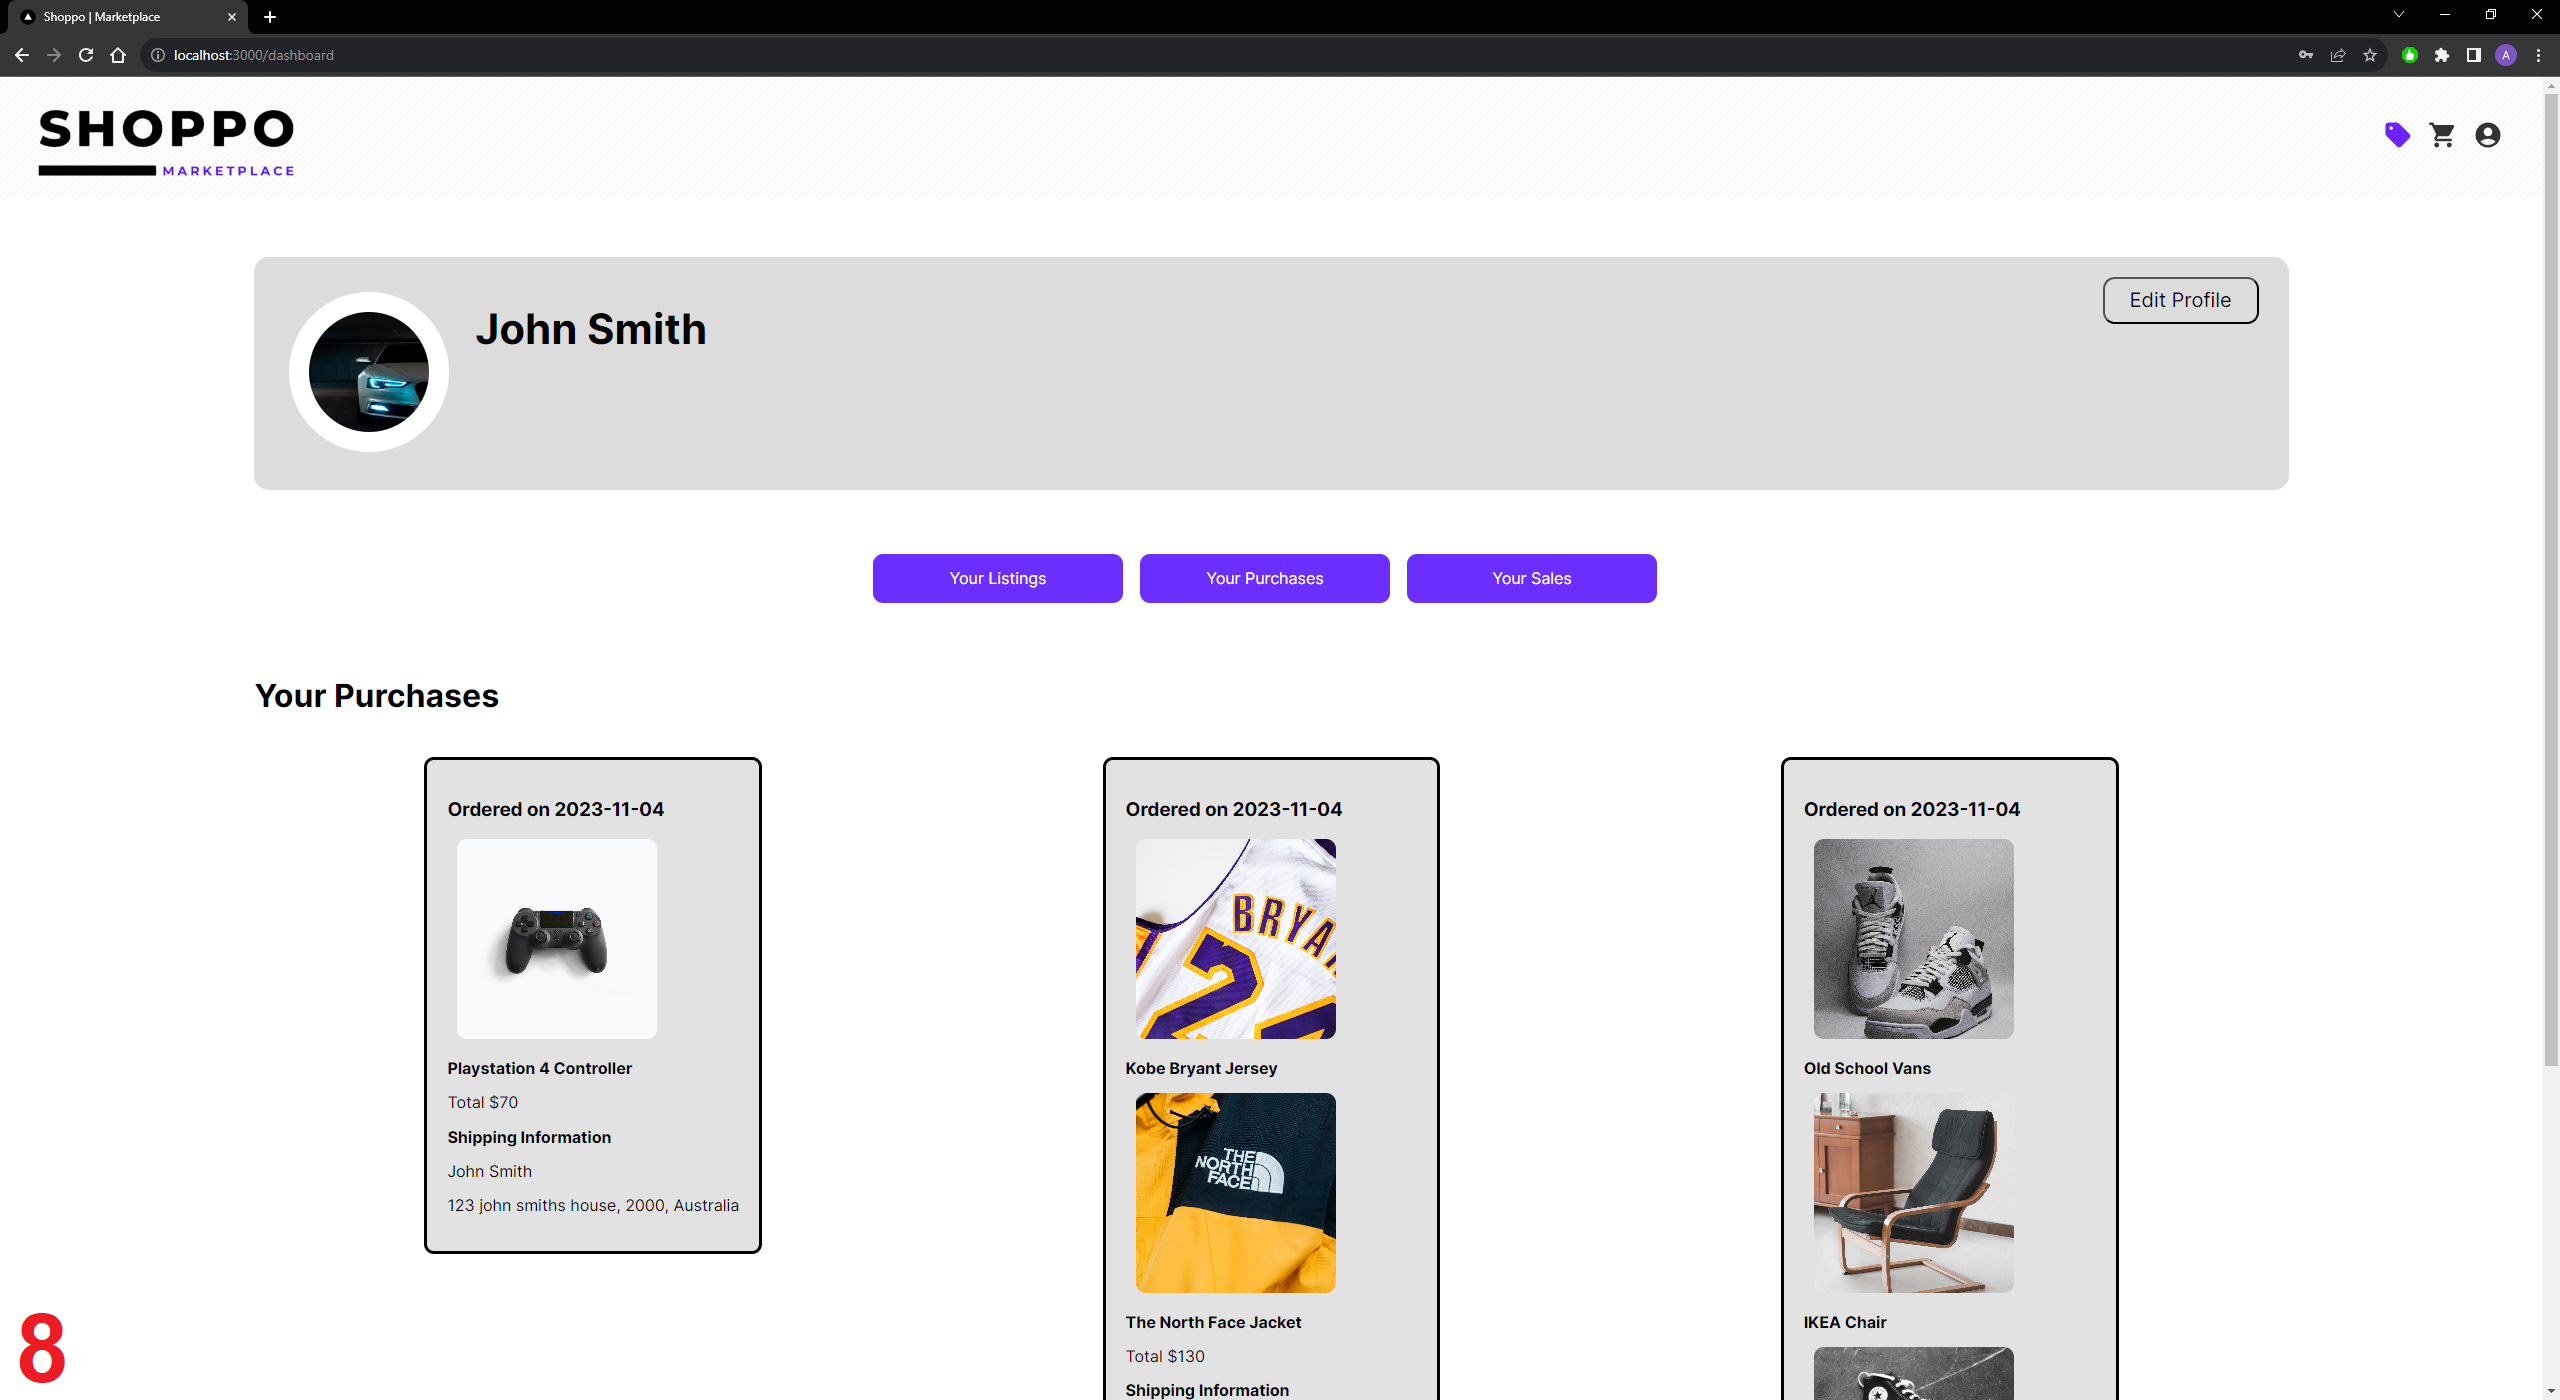 Shoppo | Marketplace
localhost:3000/dashboard
A
SHOPPO
MARKETPLACE
John Smith
Edit Profile
Your Listings
Your Purchases
Your Sales
Your Purchases
Ordered on 2023-11-04
Playstation 4 Controller
Total $70
Shipping Information
John Smith
123 john smiths house, 2000, Australia
Ordered on 2023-11-04
BRYA
24
Kobe Bryant Jersey
THE
NORTH
FACE
The North Face Jacket
Total $130
Shipping Information
Ordered on 2023-11-04
Old School Vans
IKEA Chair
8